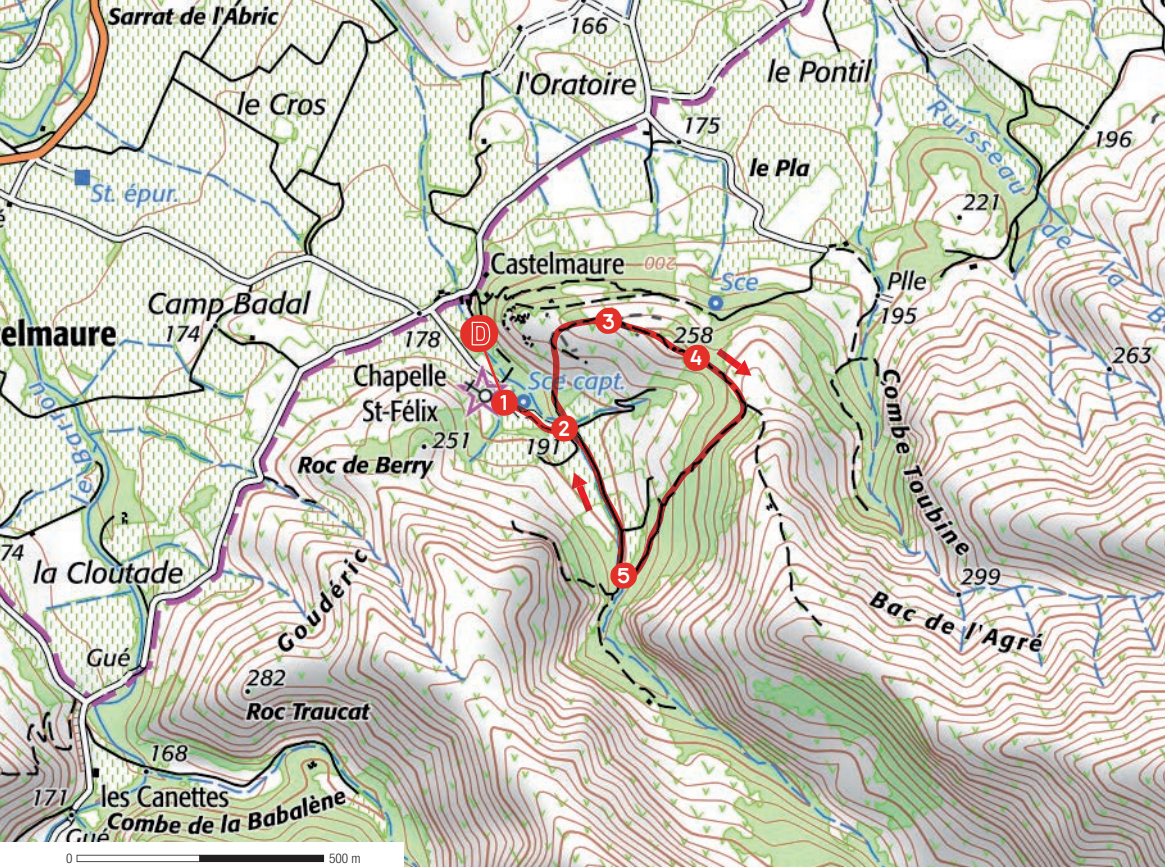 Sarrat de l'Abric
166
l'Oratoire
le Pontil
le Cros
175
Ruisseau
de
la
196
le Pla
St. épur.
221
Castelmaure
200
Sce
Plle
195
Camp Badal
174
178
telmaure
D
3
258
4
263
Chapelle
St-Félix
Sce capt.
1
2
191
251
Roc de Berry
le Barrou
Combe Toubine
74
la Cloutade
Goudéric
5
299
Bac de l'Agré
Gué
282
Roc Traucat
168
171
les Canettes
Combe de la Babalène
Gué
0
500 m